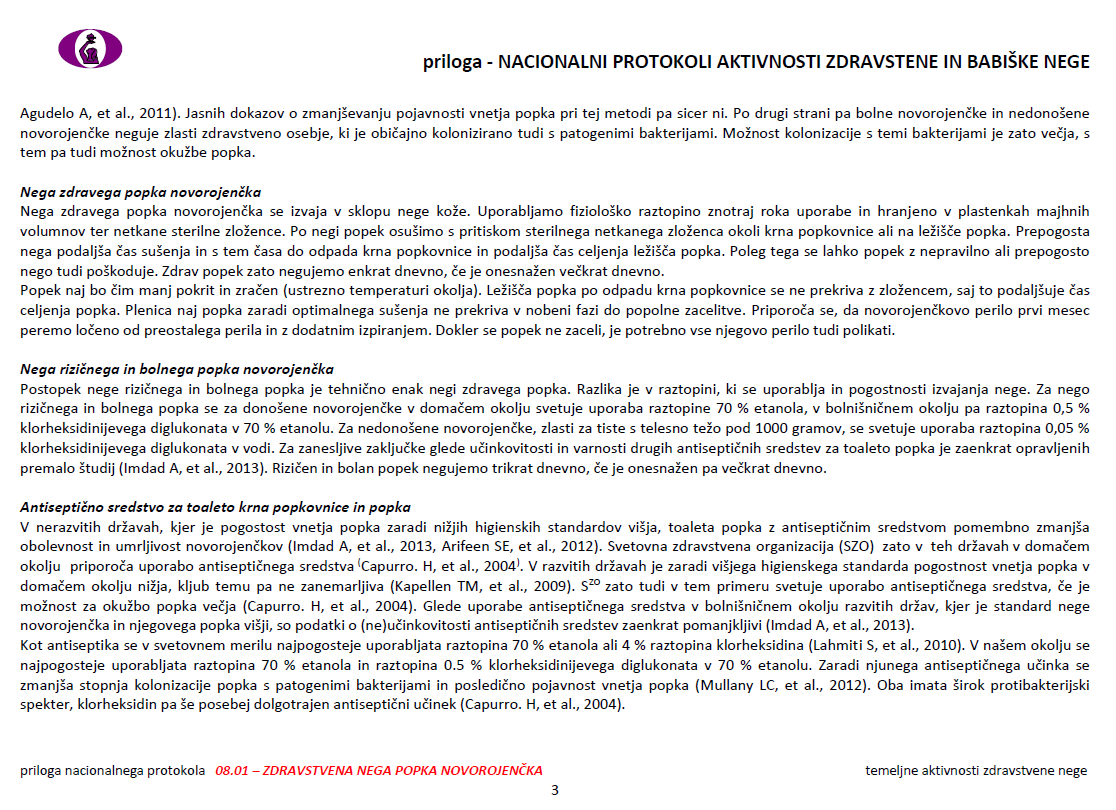 priloga - NACIONALNI PROTOKOLI AKTIVNOSTI ZDRAVSTENE IN BABIŠKE NEGE
Agudelo A, et al., 2011). Jasnih dokazov o zmanjševanju pojavnosti vnetja popka pri tej metodi pa sicer ni. Po drugi strani pa bolne novorojenčke in nedonošene
novorojenčke neguje zlasti zdravstveno osebje, ki je običajno kolonizirano tudi s patogenimi bakterijami. Možnost kolonizacije s temi bakterijami je zato večja, s
tem pa tudi možnost okužbe popka.
Nega zdravega popka novorojenčka
Nega zdravega popka novorojenčka se izvaja v sklopu nege kože. Uporabljamo fiziološko raztopino znotraj roka uporabe in hranjeno v plastenkah majhnih
volumnov ter netkane sterilne zložence. Po negi popek osušimo s pritiskom sterilnega netkanega zloženca okoli krna popkovnice ali na ležišče popka. Prepogosta
nega podaljša čas sušenja in s tem časa do odpada krna popkovnice in podaljša čas celjenja ležišča popka. Poleg tega se lahko popek z nepravilno ali prepogosto
nego tudi poškoduje. Zdrav popek zato negujemo enkrat dnevno, če je onesnažen večkrat dnevno.
Popek naj bo čim manj pokrit in zračen (ustrezno temperaturi okolja). Ležišča popka po odpadu krna popkovnice se ne prekriva z zložencem, saj to podaljšuje čas
celjenja popka. Plenica naj popka zaradi optimalnega sušenja ne prekriva v nobeni fazi do popolne zacelitve. Priporoča se, da novorojenčkovo perilo prvi mesec
peremo ločeno od preostalega perila in z dodatnim izpiranjem. Dokler se popek ne zaceli, je potrebno vse njegovo perilo tudi polikati.
Nega rizičnega in bolnega popka novorojenčka
Postopek nege rizičnega in bolnega popka je tehnično enak negi zdravega popka. Razlika je v raztopini, ki se uporablja in pogostnosti izvajanja nege. Za nego
rizičnega in bolnega popka se za donošene novorojenčke v domačem okolju svetuje uporaba raztopine 70 % etanola, v bolnišničnem okolju pa raztopina 0,5 %
klorheksidinijevega diglukonata v 70 % etanolu. Za nedonošene novorojenčke, zlasti za tiste s telesno težo pod 1000 gramov, se svetuje uporaba raztopina 0,05 %
klorheksidinijevega diglukonata v vodi. Za zanesljive zaključke glede učinkovitosti in varnosti drugih antiseptičnih sredstev za toaleto popka je zaenkrat opravljenih
premalo študij (Imdad A, et al., 2013). Rizičen in bolan popek negujemo trikrat dnevno, če je onesnažen pa večkrat dnevno.
Antiseptično sredstvo za toaleto krna popkovnice in popka
V nerazvitih državah, kjer je pogostost vnetja popka zaradi nižjih higienskih standardov višja, toaleta popka z antiseptičnim sredstvom pomembno zmanjša
obolevnost in umrljivost novorojenčkov (Imdad A, et al., 2013, Arifeen SE, et al., 2012). Svetovna zdravstvena organizacija (SZO) zato v teh državah v domačem
okolju priporoča uporabo antiseptičnega sredstva (Capurro. H, et al., 2004). V razvitih državah je zaradi višjega higienskega standarda pogostost vnetja popka v
domačem okolju nižja, kljub temu pa ne zanemarljiva (Kapellen TM, et al., 2009). SZO zato tudi v tem primeru svetuje uporabo antiseptičnega sredstva, če je
možnost za okužbo popka večja (Capurro. H, et al., 2004). Glede uporabe antiseptičnega sredstva v bolnišničnem okolju razvitih držav, kjer je standard nege
novorojenčka in njegovega popka višji, so podatki o (ne)učinkovitosti antiseptičnih sredstev zaenkrat pomanjkljivi (Imdad A, et al., 2013).
Kot antiseptika se v svetovnem merilu najpogosteje uporabljata raztopina 70 % etanola ali 4 % raztopina klorheksidina (Lahmiti S, et al., 2010). V našem okolju se
najpogosteje uporabljata raztopina 70 % etanola in raztopina 0.5 % klorheksidinijevega diglukonata v 70 % etanolu. Zaradi njunega antiseptičnega učinka se
zmanjša stopnja kolonizacije popka s patogenimi bakterijami in posledično pojavnost vnetja popka (Mullany LC, et al., 2012). Oba imata širok protibakterijski
spekter, klorheksidin pa še posebej dolgotrajen antiseptični učinek (Capurro. H, et al., 2004).
priloga nacionalnega protokola 08.01 – ZDRAVSTVENA NEGA POPKA NOVOROJENČKA temeljne aktivnosti zdravstvene nege
3